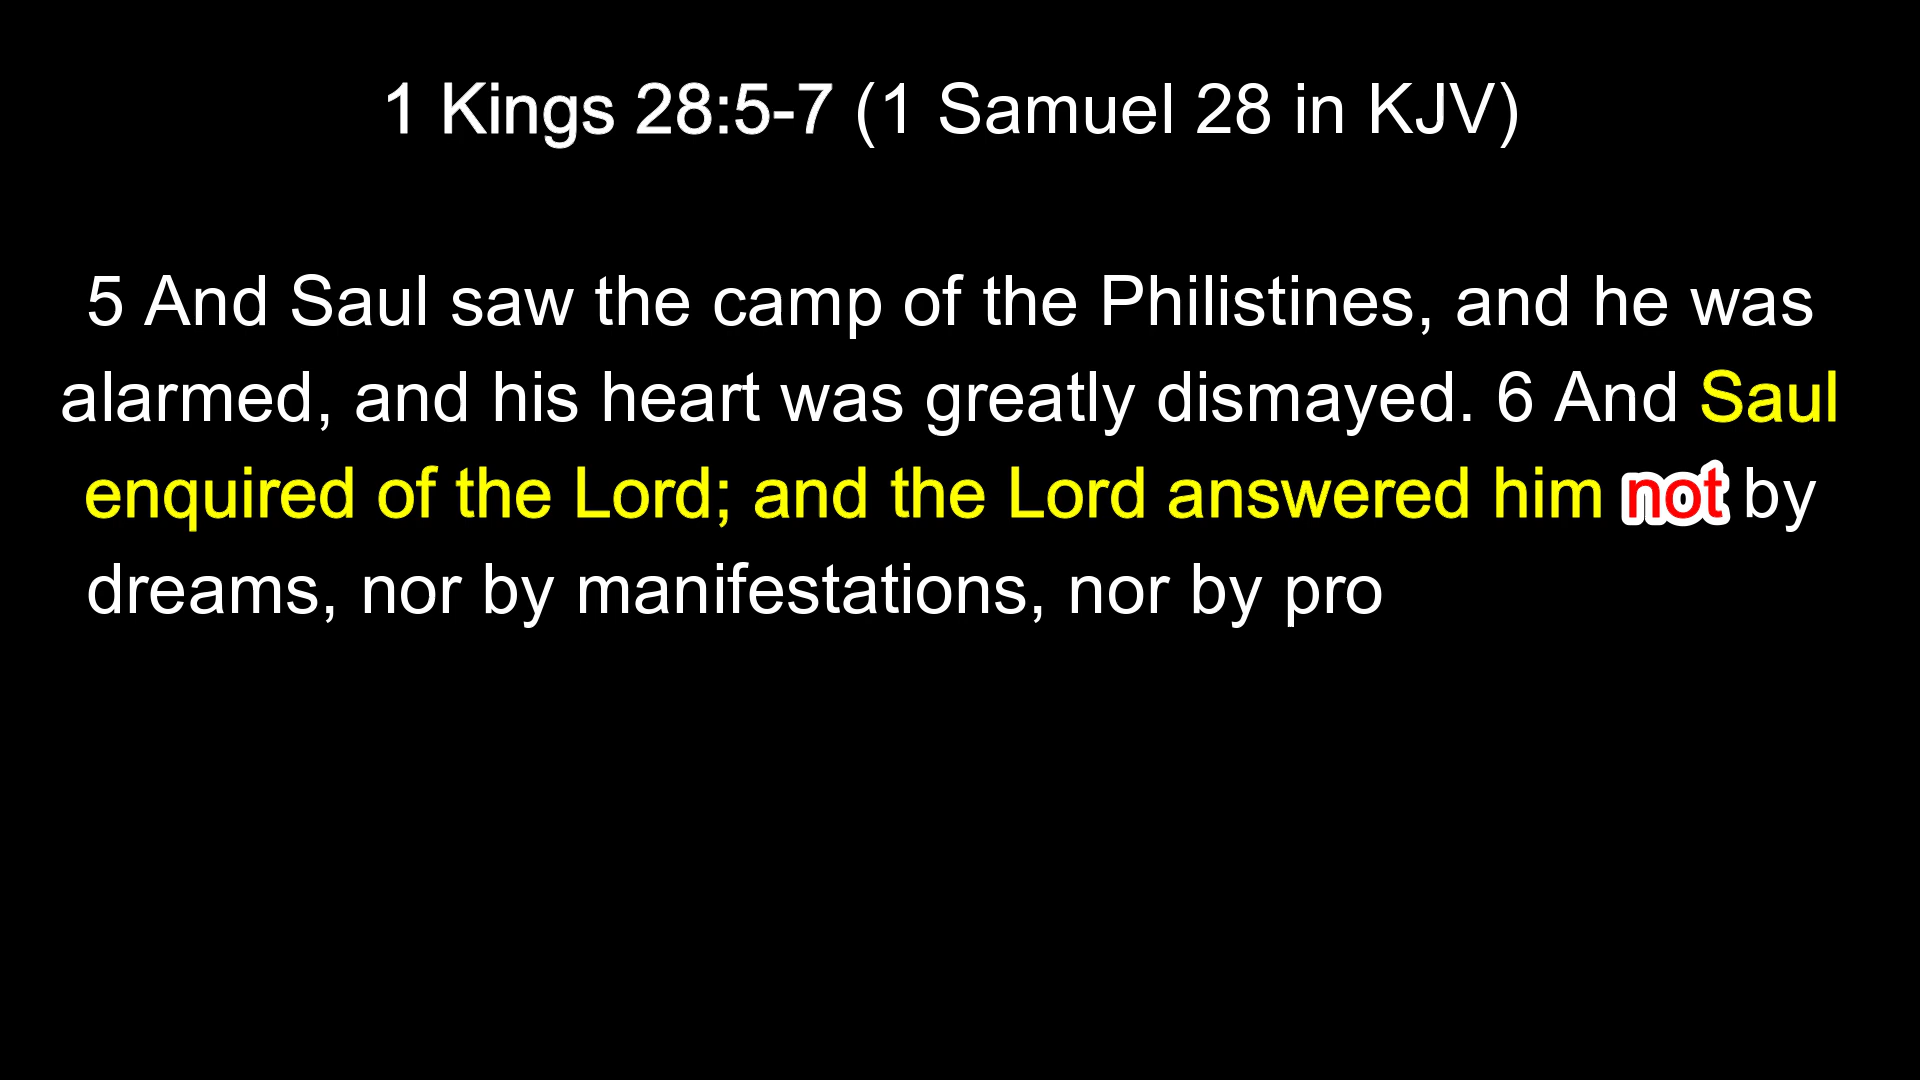 1 Kings 28:5-7 (1 Samuel 28 in KJV)
5 And Saul saw the camp of the Philistines, and he was
alarmed, and his heart was greatly dismayed. 6 And Saul
enquired of the Lord; and the Lord answered him not by
dreams, nor by manifestations, nor by pro